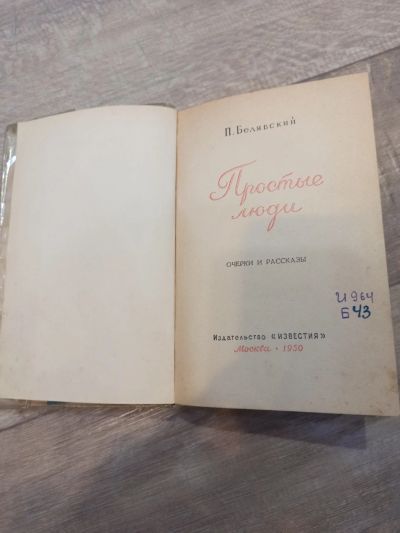 П. Белявский
Простые
люди
ОЧЕРКИ И РАССКАЗЫ
И964
Б43
Издательство «ИЗВЕСТИЯ»
Москва • 1950